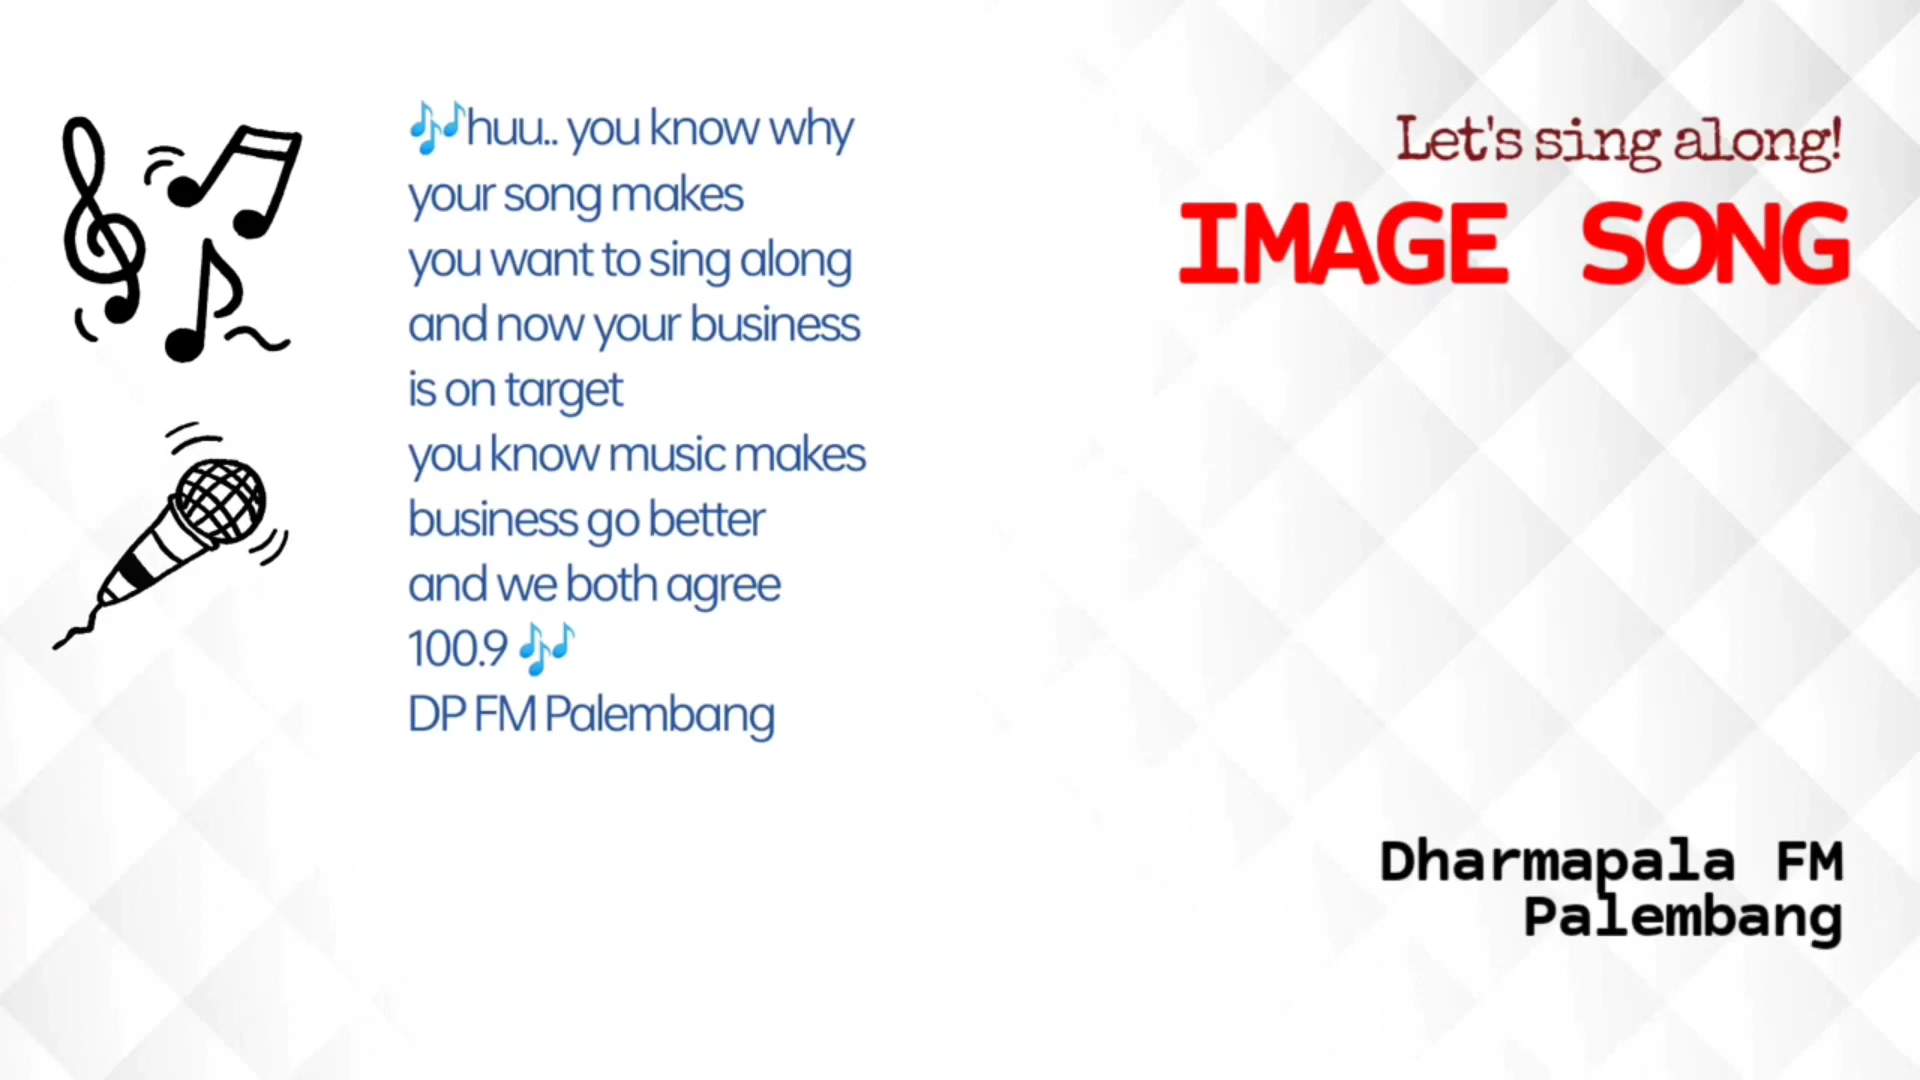 🎶huu.. you know why
your song makes
you want to sing along
and now your business
is on target
you know music makes
business go better
and we both agree
100.9 🎶
DP FM Palembang
Let's sing along!
IMAGE SONG
Dharmapala FM
Palembang